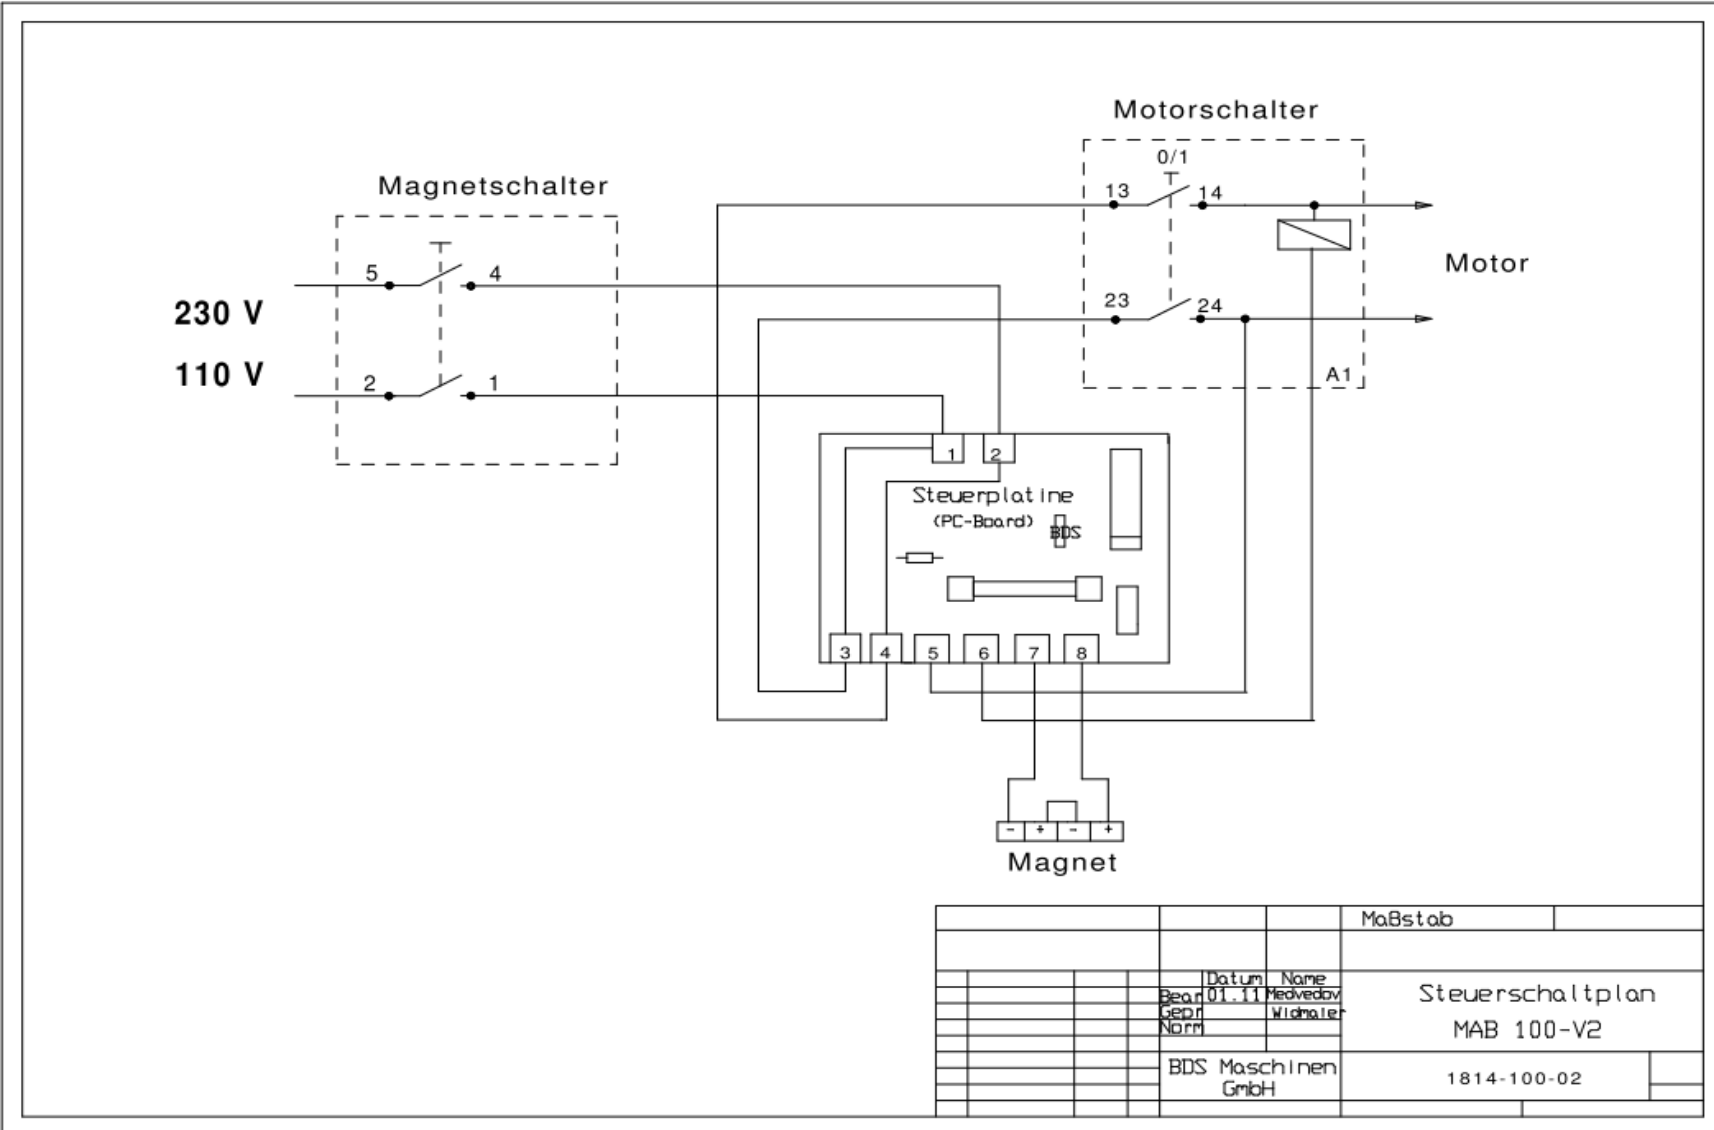 Motorschalter
0/1
13
14
Magnetschalter
5
4
230 V
Motor
23
24
110 V
2
1
A1
1
2
Steuerplatine
(PC-Board)
BDS
3
4
5
6
7
8
- + - +
Magnet
Maßstab
Datum Name
Bear 01.11 Medvedov
Gepr Widmaier
Norm
Steuerschaltplan
MAB 100-V2
BDS Maschinen
GmbH
1814-100-02